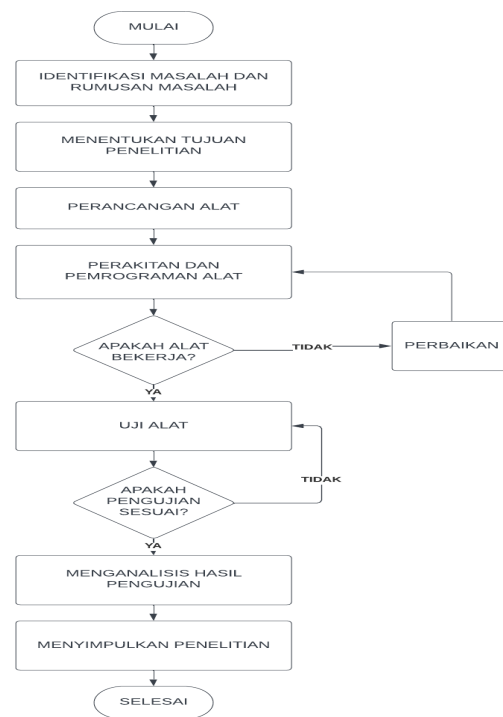 MULAI
IDENTIFIKASI MASALAH DAN
RUMUSAN MASALAH
MENENTUKAN TUJUAN
PENELITIAN
PERANCANGAN ALAT
PERAKITAN DAN
PEMROGRAMAN ALAT
APAKAH ALAT
BEKERJA?
TIDAK
PERBAIKAN
YA
UJI ALAT
TIDAK
APAKAH
PENGUJIAN
SESUAI?
YA
MENGANALISIS HASIL
PENGUJIAN
MENYIMPULKAN PENELITIAN
SELESAI